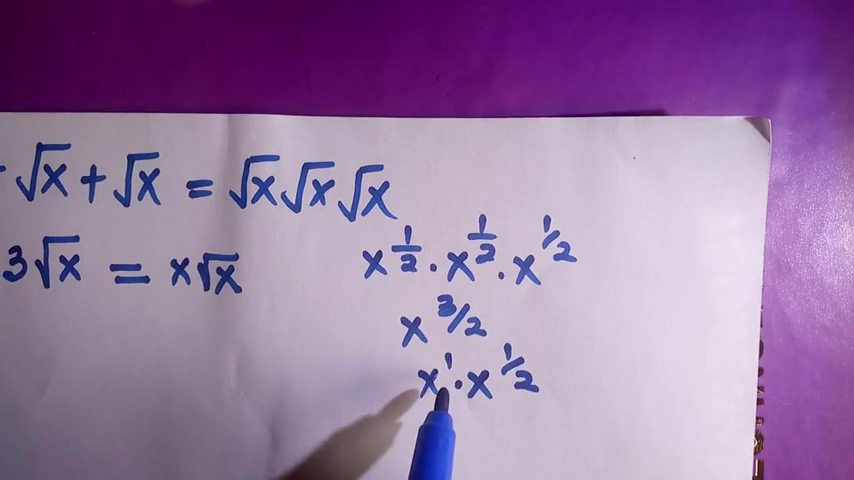 √x + √x = √x√x√x
3√x = x√x
x^1/2 · x^1/2 · x^1/2
x^3/2
x^1 · x^1/2